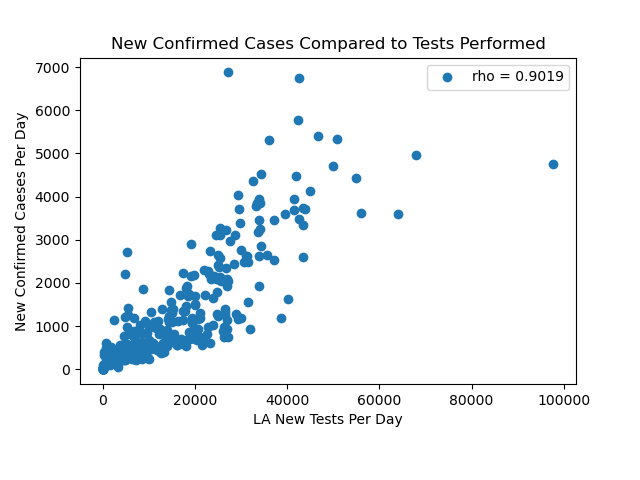 New Confirmed Cases Compared to Tests Performed
rho = 0.9019
7000
6000
5000
4000
3000
2000
1000
0
New Confirmed Caeses Per Day
0 20000 40000 60000 80000 100000
LA New Tests Per Day